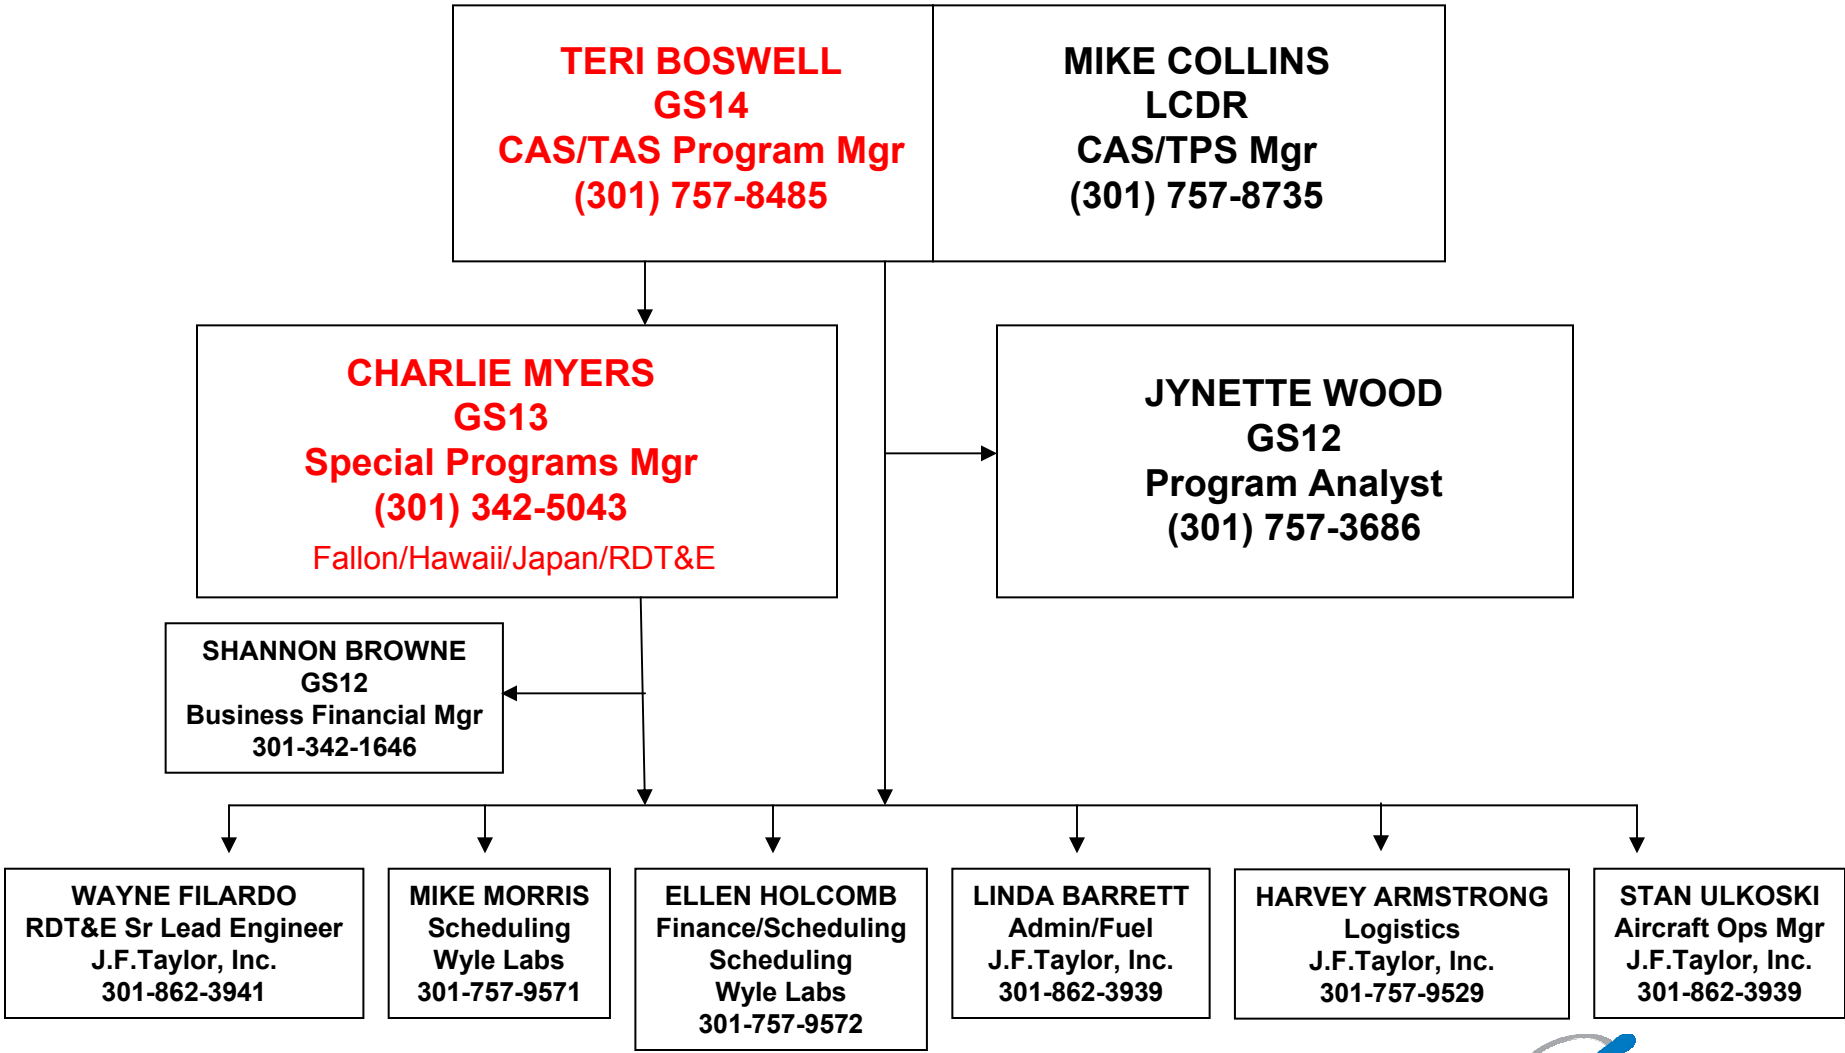 TERI BOSWELL
GS14
CAS/TAS Program Mgr
(301) 757-8485
MIKE COLLINS
LCDR
CAS/TPS Mgr
(301) 757-8735
CHARLIE MYERS
GS13
Special Programs Mgr
(301) 342-5043
Fallon/Hawaii/Japan/RDT&E
JYNETTE WOOD
GS12
Program Analyst
(301) 757-3686
SHANNON BROWNE
GS12
Business Financial Mgr
301-342-1646
WAYNE FILARDO
RDT&E Sr Lead Engineer
J.F.Taylor, Inc.
301-862-3941
MIKE MORRIS
Scheduling
Wyle Labs
301-757-9571
ELLEN HOLCOMB
Finance/Scheduling
Scheduling
Wyle Labs
301-757-9572
LINDA BARRETT
Admin/Fuel
J.F.Taylor, Inc.
301-862-3939
HARVEY ARMSTRONG
Logistics
J.F.Taylor, Inc.
301-757-9529
STAN ULKOSKI
Aircraft Ops Mgr
J.F.Taylor, Inc.
301-862-3939